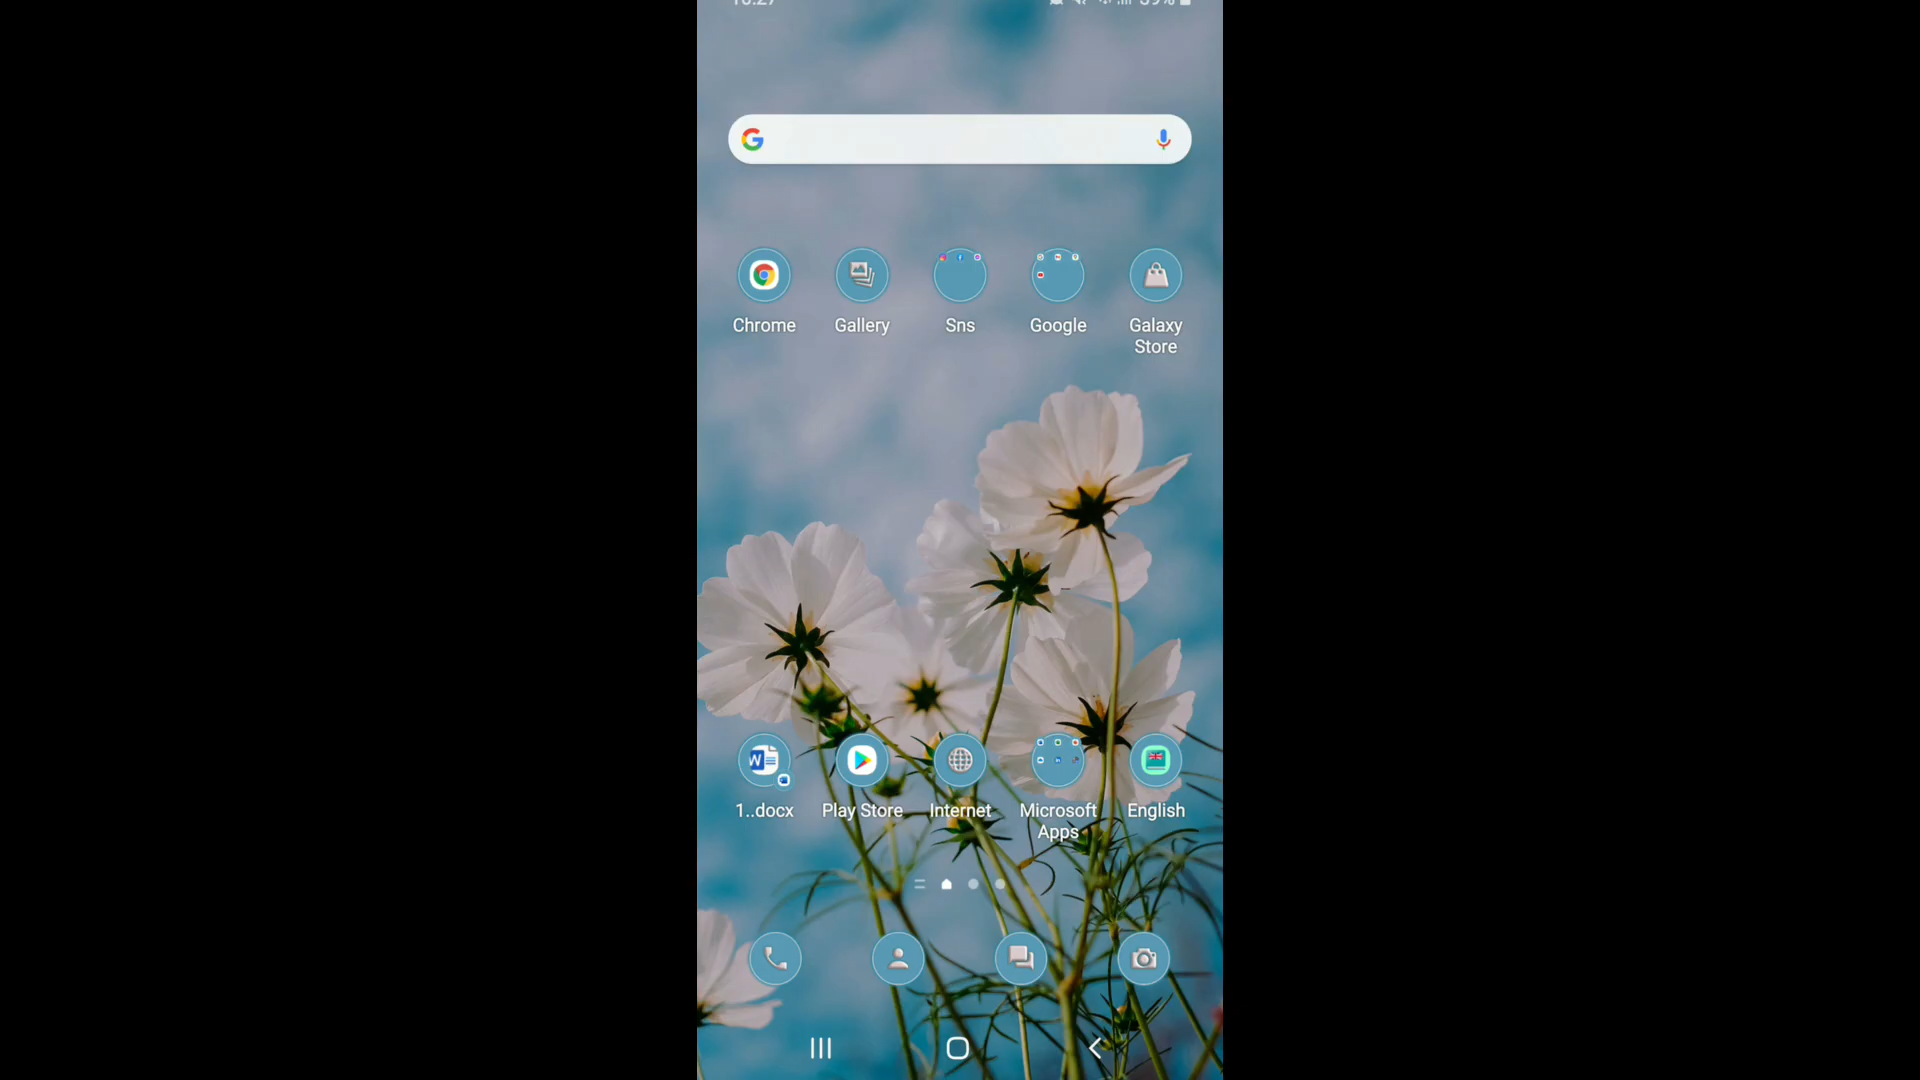 Chrome Gallery Sns Google Galaxy
Store
1..docx Play Store Internet Microsoft English
Apps